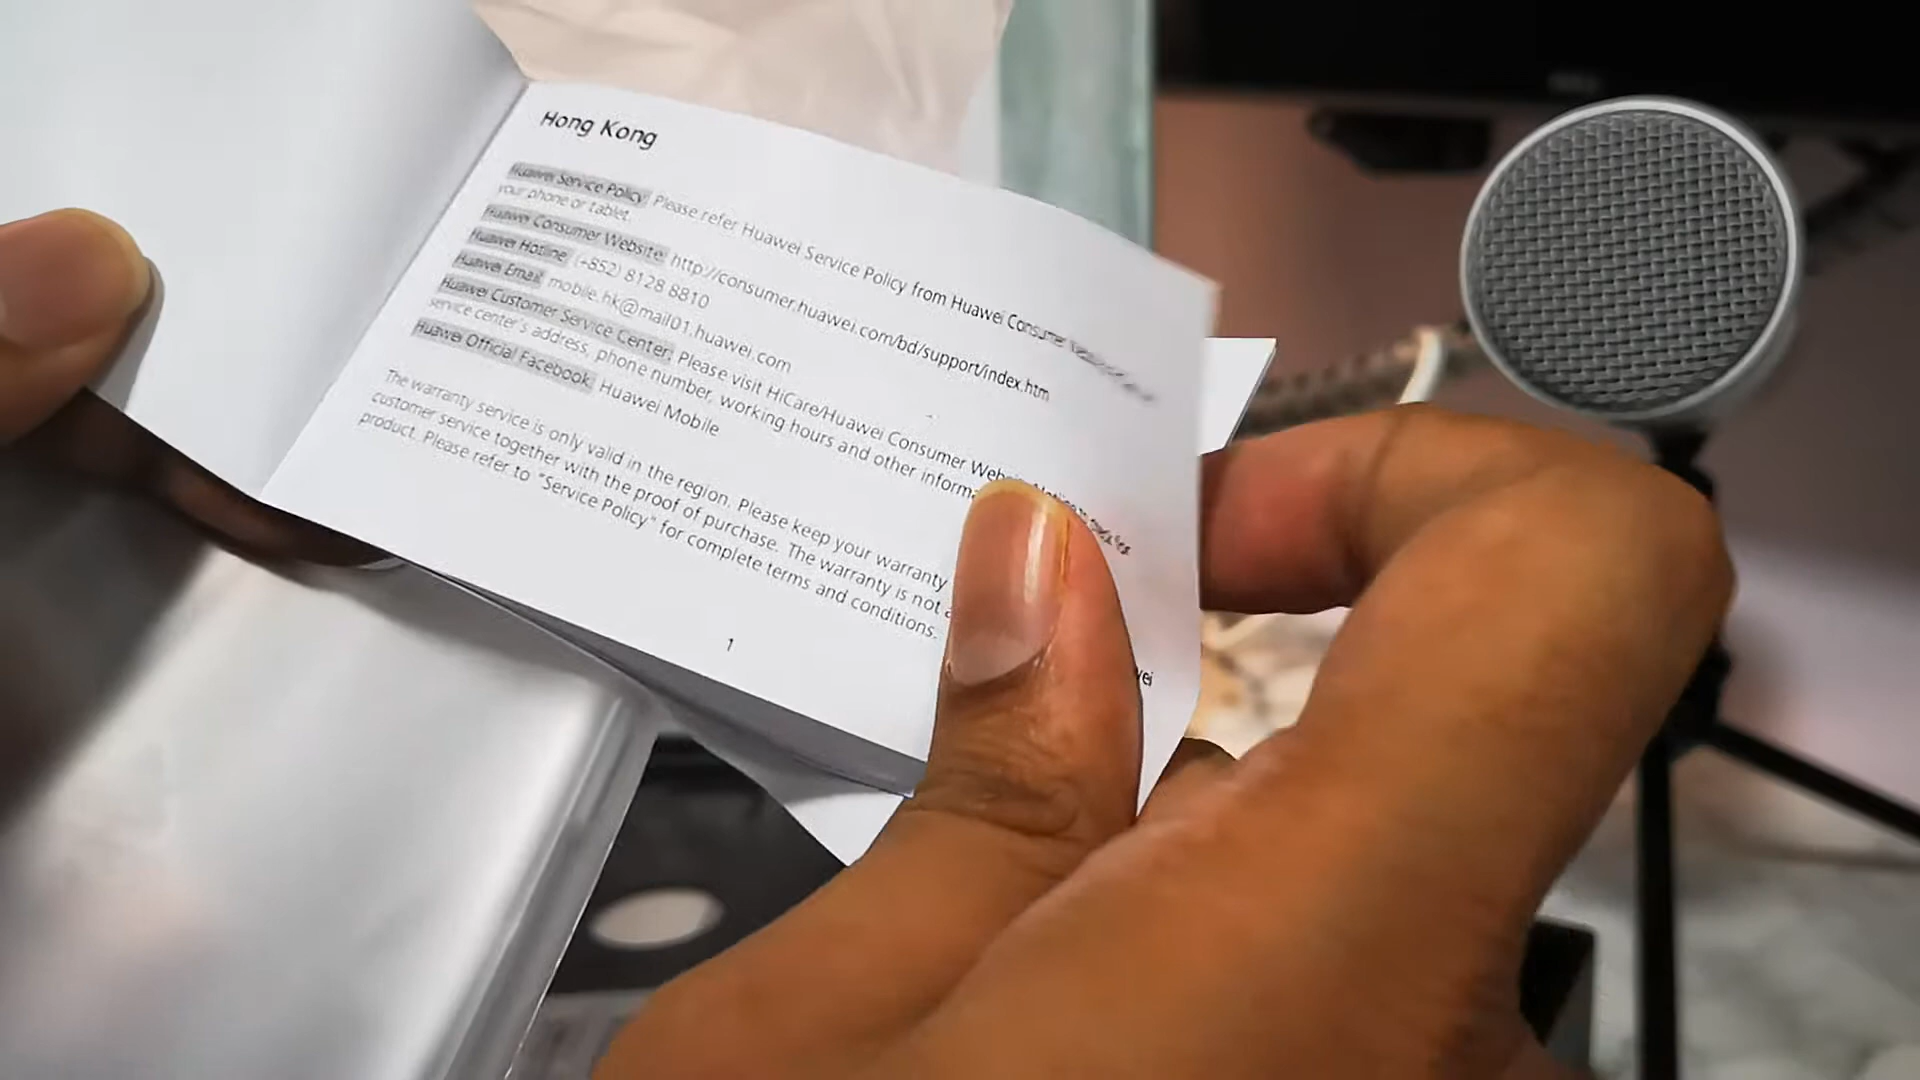 Hong Kong
Huawei Service Policy: Please refer Huawei Service Policy from Huawei Consumer
your phone or tablet.
Huawei Consumer Website: http://consumer.huawei.com/bd/support/index.htm
Huawei Hotline: (+852) 8128 8810
Huawei Email: mobile.hk@mail01.huawei.com
Huawei Customer Service Center: Please visit HiCare/Huawei Consumer
service center's address, phone number, working hours and other
Huawei Official Facebook: Huawei Mobile
The warranty service is only valid in the region. Please keep your warranty
customer service together with the proof of purchase. The warranty is not
product. Please refer to "Service Policy" for complete terms and conditions.
1